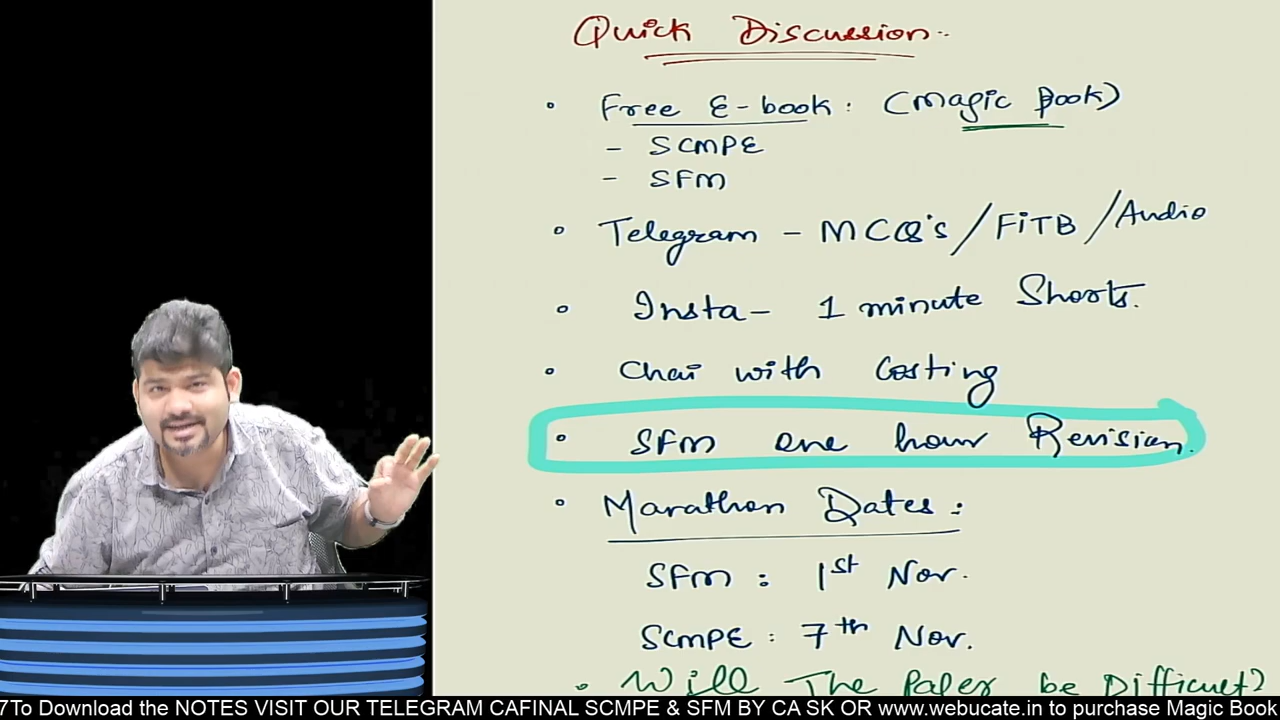 Quick Discussion..
• Free E-book: (Magic Book)
- SCMPE
- SFM
• Telegram - MCQ's / FiTB / Audio
• Insta - 1 minute Shorts.
• Chai with Costing
• SFM one hour Revision.
• Marathon Dates:
SFM: 1st Nov.
SCMPE: 7th Nov.
• Will The Paper be Difficult?
7To Download the NOTES VISIT OUR TELEGRAM CAFINAL SCMPE & SFM BY CA SK OR www.webucate.in to purchase Magic Book